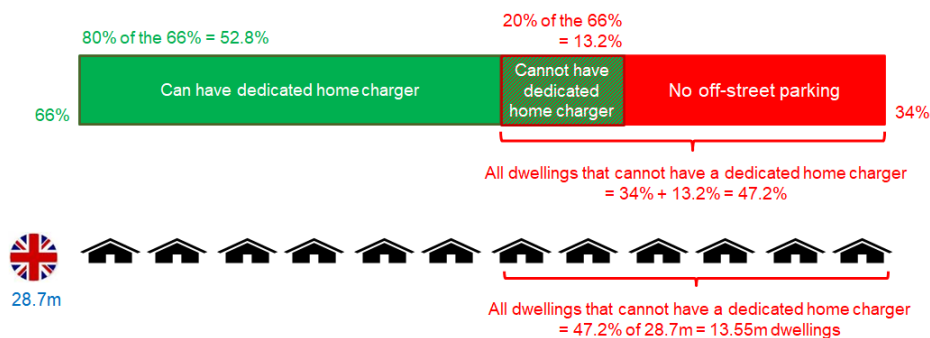 80% of the 66% = 52.8%
20% of the 66%
= 13.2%
66%
Can have dedicated home charger
Cannot have
dedicated
home charger
No off-street parking
34%
All dwellings that cannot have a dedicated home charger
= 34% + 13.2% = 47.2%
28.7m
All dwellings that cannot have a dedicated home charger
= 47.2% of 28.7m = 13.55m dwellings